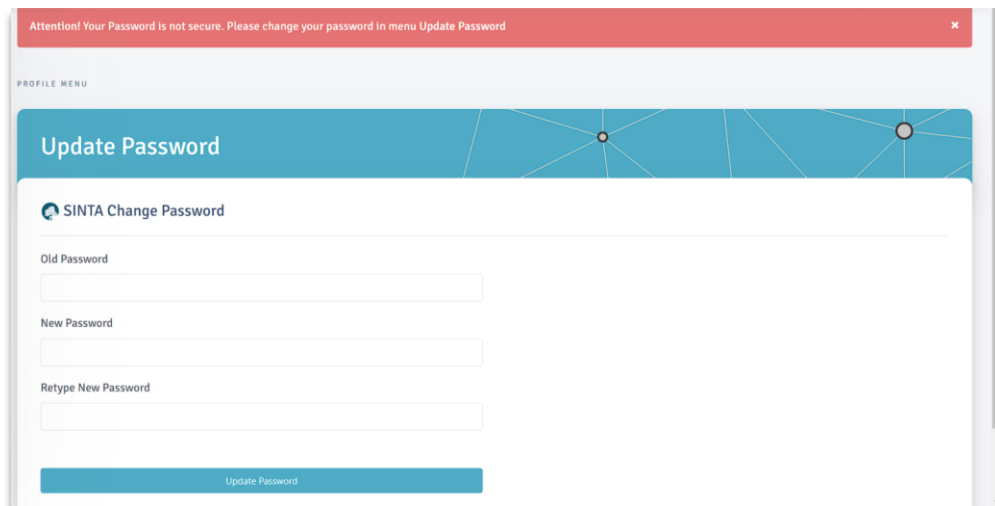 Attention! Your Password is not secure. Please change your password in menu Update Password ×
PROFILE MENU
Update Password
SINTA Change Password
Old Password
New Password
Retype New Password
Update Password